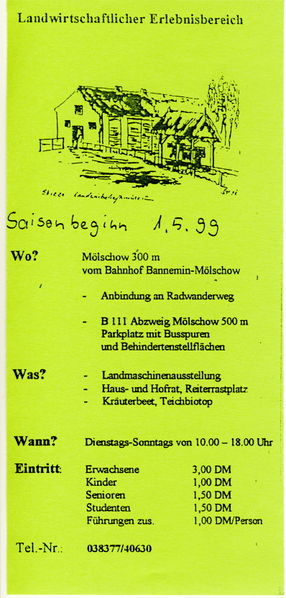 Landwirtschaftlicher Erlebnisbereich
Skizze Landwirtschaftsmuseum
Saisonbeginn 1.5.99
Wo? Mölschow 300 m
vom Bahnhof Bannemin-Mölschow
- Anbindung an Radwanderweg
- B 111 Abzweig Mölschow 500 m
Parkplatz mit Busspuren
und Behindertenstellflächen
Was? - Landmaschinenausstellung
- Haus- und Hofrat, Reiterrastplatz
- Kräuterbeet, Teichbiotop
Wann? Dienstags-Sonntags von 10.00 – 18.00 Uhr
Eintritt: Erwachsene 3,00 DM
Kinder 1,00 DM
Senioren 1,50 DM
Studenten 1,50 DM
Führungen zus. 1,00 DM/Person
Tel.-Nr.: 038377/40630